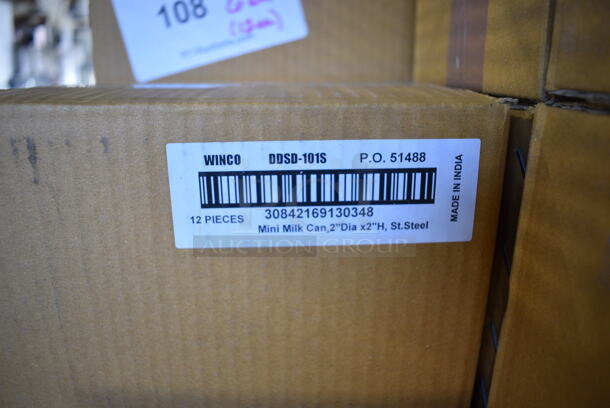 108
WINCO DDSD-101S P.O. 51488
30842169130348
12 PIECES
Mini Milk Can,2"Dia x2"H, St.Steel
MADE IN INDIA
AUCTION GROUP